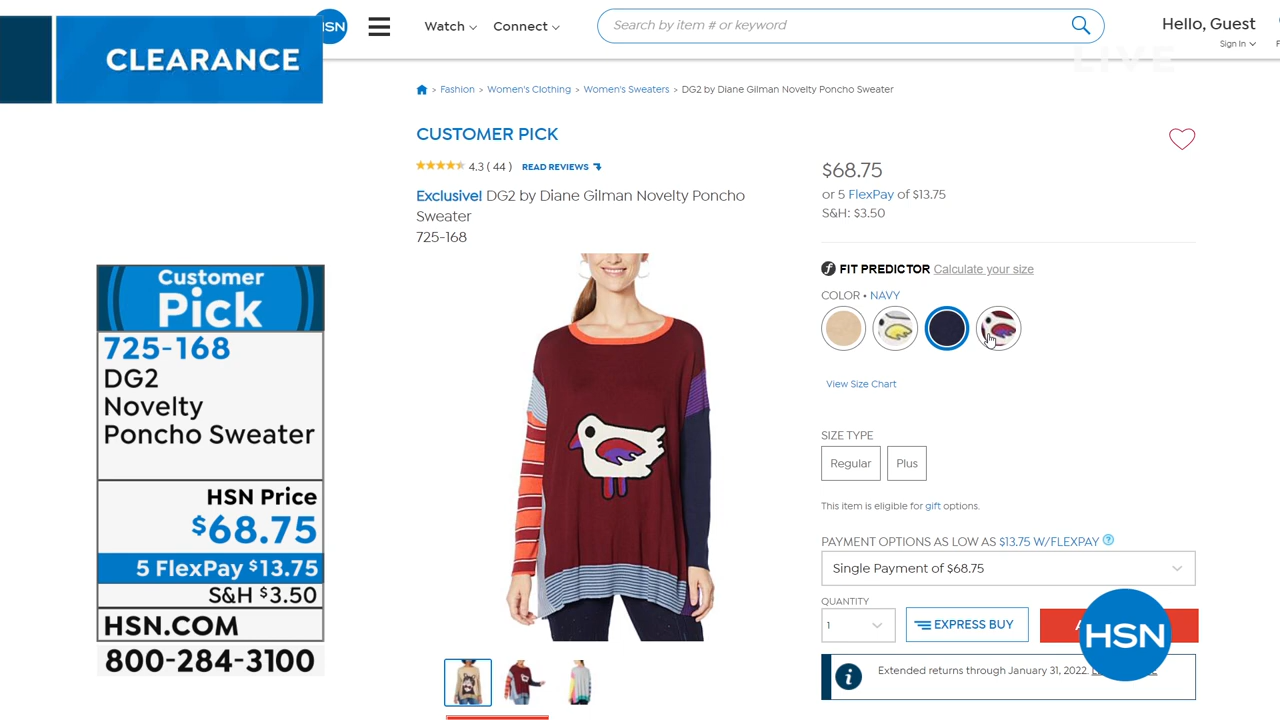 CLEARANCE
HSN
Watch
Connect
Search by item # or keyword
Hello, Guest
Sign In
LIVE
> Fashion > Women's Clothing > Women's Sweaters > DG2 by Diane Gilman Novelty Poncho Sweater
CUSTOMER PICK
4.3 ( 44 ) READ REVIEWS
Exclusive! DG2 by Diane Gilman Novelty Poncho
Sweater
725-168
$68.75
or 5 FlexPay of $13.75
S&H: $3.50
FIT PREDICTOR Calculate your size
COLOR • NAVY
View Size Chart
SIZE TYPE
Regular
Plus
This item is eligible for gift options.
PAYMENT OPTIONS AS LOW AS $13.75 W/FLEXPAY ?
Single Payment of $68.75
QUANTITY
1
EXPRESS BUY
HSN
Extended returns through January 31, 2022.
Customer
Pick
725-168
DG2
Novelty
Poncho Sweater
HSN Price
$68.75
5 FlexPay $13.75
S&H $3.50
HSN.COM
800-284-3100